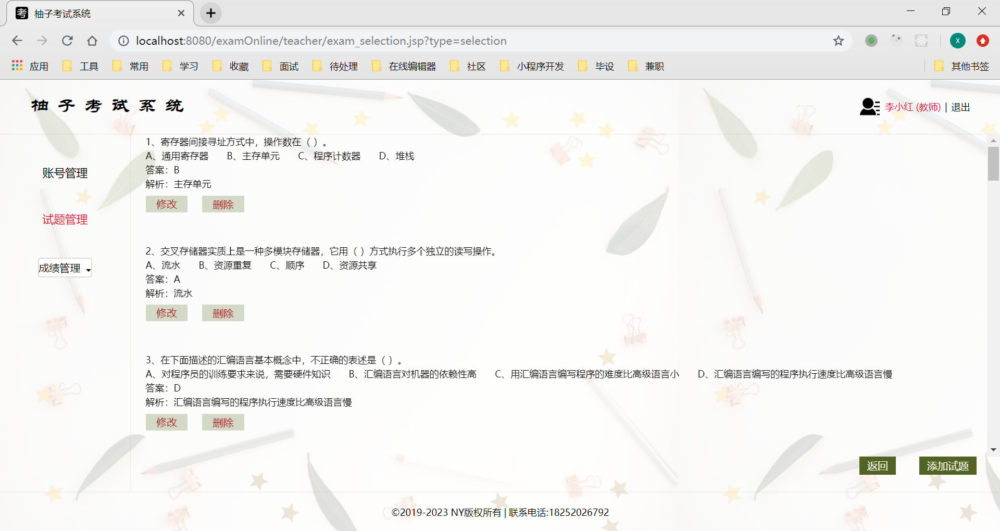 考 柚子考试系统
localhost:8080/examOnline/teacher/exam_selection.jsp?type=selection
x
应用 工具 常用 学习 收藏 面试 待处理 在线编辑器 社区 小程序开发 毕设 兼职 其他书签
柚子考试系统
李小红 (教师) | 退出
账号管理
试题管理
成绩管理
1、寄存器间接寻址方式中，操作数在（ ）。
A、通用寄存器 B、主存单元 C、程序计数器 D、堆栈
答案：B
解析：主存单元
修改 删除
2、交叉存储器实质上是一种多模块存储器，它用（ ）方式执行多个独立的读写操作。
A、流水 B、资源重复 C、顺序 D、资源共享
答案：A
解析：流水
修改 删除
3、在下面描述的汇编语言基本概念中，不正确的表述是（ ）。
A、对程序员的训练要求来说，需要硬件知识 B、汇编语言对机器的依赖性高 C、用汇编语言编写程序的难度比高级语言小 D、汇编语言编写的程序执行速度比高级语言慢
答案：D
解析：汇编语言编写的程序执行速度比高级语言慢
修改 删除
返回 添加试题
©2019-2023 NY版权所有 | 联系电话:18252026792